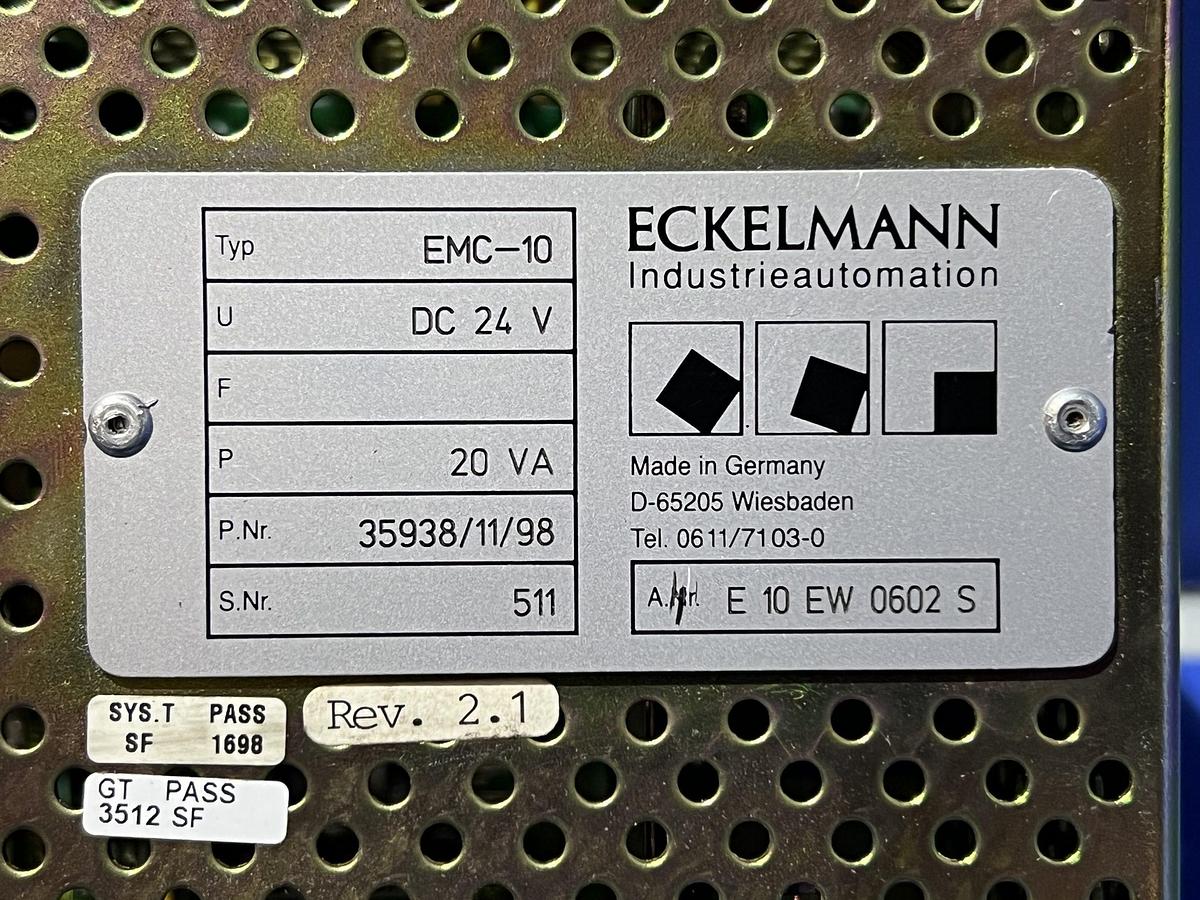 Typ EMC-10
U DC 24 V
F
P 20 VA
P.Nr. 35938/11/98
S.Nr. 511
ECKELMANN
Industrieautomation
Made in Germany
D-65205 Wiesbaden
Tel. 0611/7103-0
A.Nr. E 10 EW 0602 S
SYS.T PASS
SF 1698
Rev. 2.1
GT PASS
3512 SF